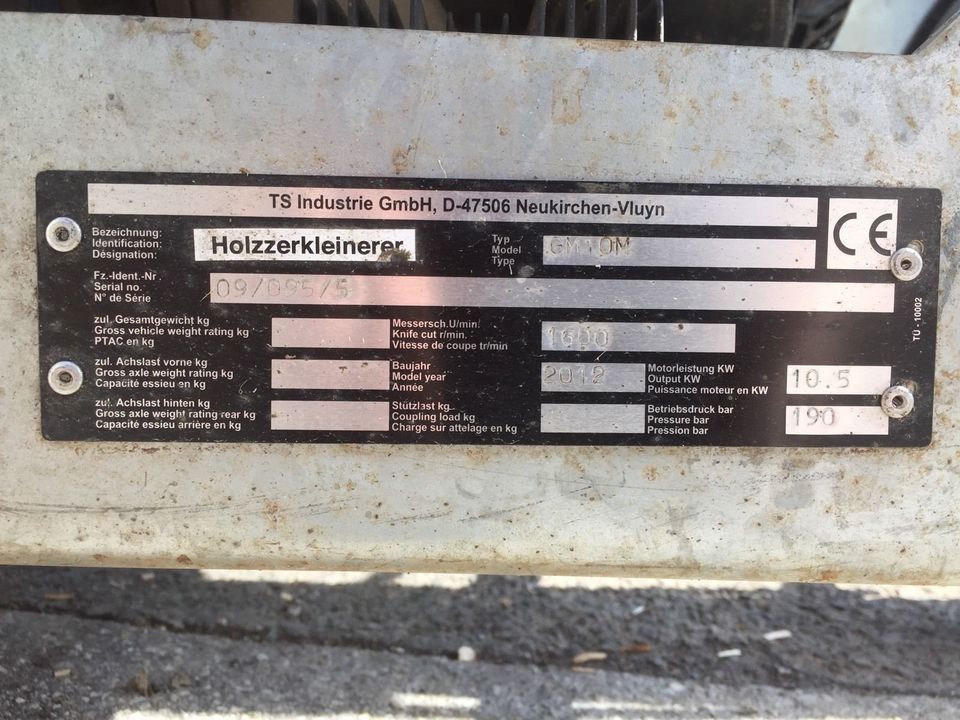 TS Industrie GmbH, D-47506 Neukirchen-Vluyn
CE
Bezeichnung:
Identification:
Désignation:
Holzzerkleinerer
Typ
Model
Type
Fz.-Ident.-Nr.
Serial no.
N° de Série
09/095/5
zul. Gesamtgewicht kg
Gross vehicle weight rating kg
PTAC en kg
Messersch.U/min.
Knife cut r/min.
Vitesse de coupe tr/min
1600
zul. Achslast vorne kg
Gross axle weight rating kg
Capacité essieu en kg
Baujahr
Model year
Année
2012
Motorleistung KW
Output KW
Puissance moteur en KW
10.5
zul. Achslast hinten kg
Gross axle weight rating rear kg
Capacité essieu arrière en kg
Stützlast kg
Coupling load kg
Charge sur attelage en kg
Betriebsdruck bar
Pressure bar
Pression bar
190
TÜ - 10002